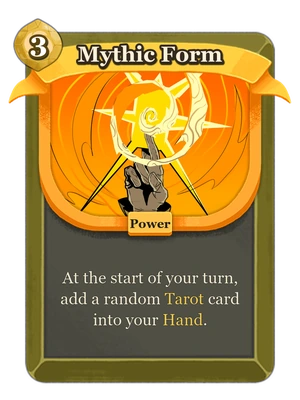 3
Mythic Form
Power
At the start of your turn,
add a random Tarot card
into your Hand.